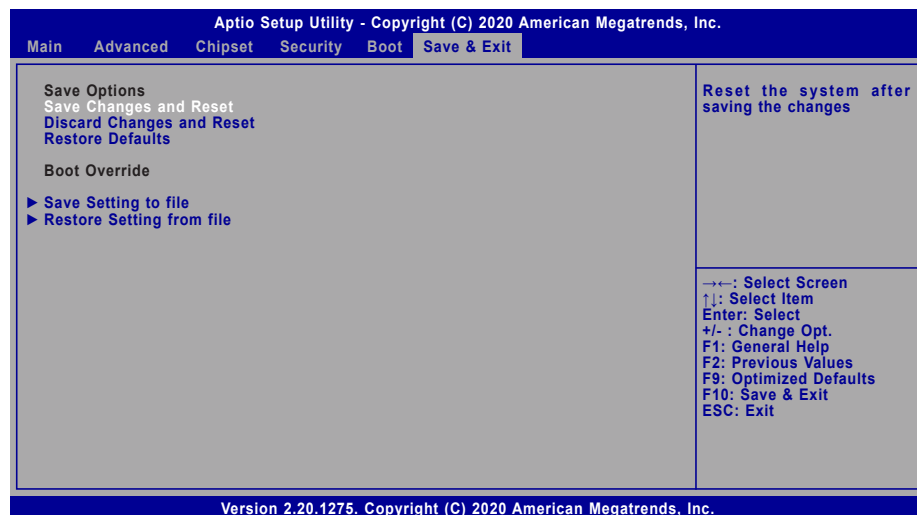 Aptio Setup Utility - Copyright (C) 2020 American Megatrends, Inc.
Main Advanced Chipset Security Boot Save & Exit
Save Options
Save Changes and Reset
Discard Changes and Reset
Restore Defaults
Boot Override
▶ Save Setting to file
▶ Restore Setting from file
Reset the system after
saving the changes
→←: Select Screen
↑↓: Select Item
Enter: Select
+/- : Change Opt.
F1: General Help
F2: Previous Values
F9: Optimized Defaults
F10: Save & Exit
ESC: Exit
Version 2.20.1275. Copyright (C) 2020 American Megatrends, Inc.